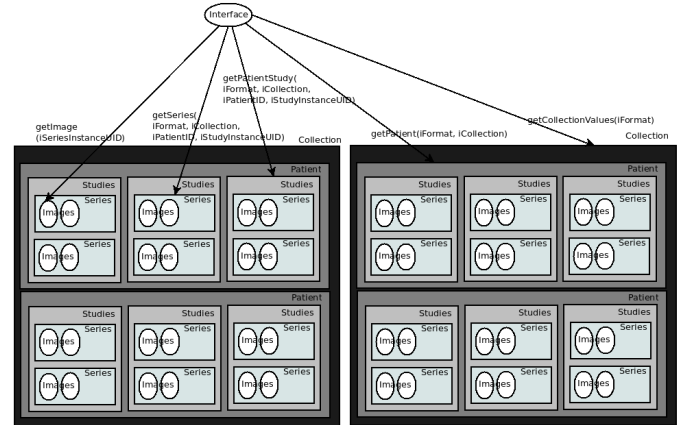 Interface
getPatientStudy(
iFormat, iCollection,
iPatientID, iStudyInstanceUID)
getSeries(
iFormat, iCollection,
iPatientID, iStudyInstanceUID)
getImage
(iSeriesInstanceUID)
getCollectionValues(iFormat)
getPatient(iFormat, iCollection)
Collection
Collection
Patient
Patient
Studies
Studies
Studies
Studies
Studies
Studies
Series
Series
Series
Series
Series
Series
Images
Images
Images
Images
Images
Images
Series
Series
Series
Series
Series
Series
Images
Images
Images
Images
Images
Images
Patient
Patient
Studies
Studies
Studies
Studies
Studies
Studies
Series
Series
Series
Series
Series
Series
Images
Images
Images
Images
Images
Images
Series
Series
Series
Series
Series
Series
Images
Images
Images
Images
Images
Images